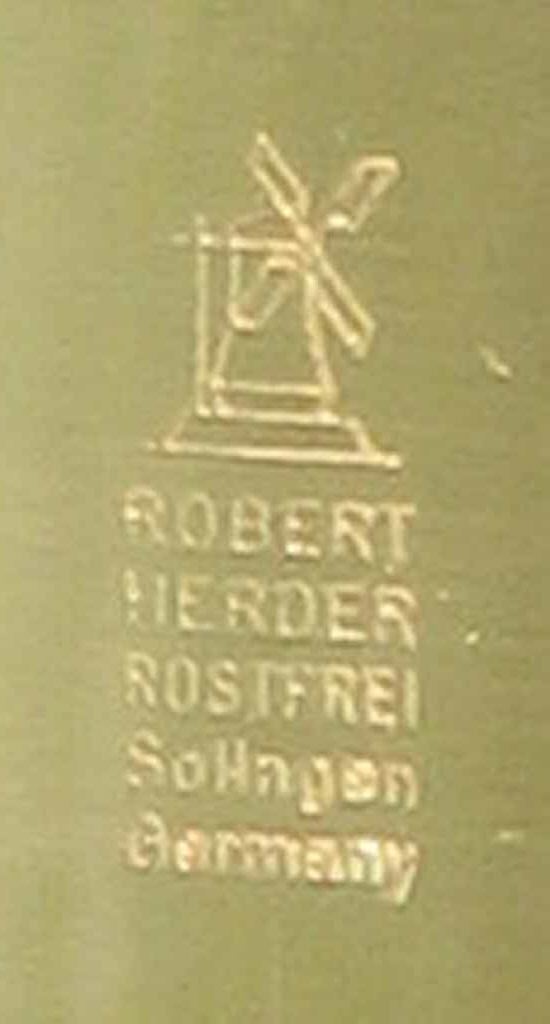 ROBERT
HERDER
ROSTFREI
Solingen
Germany